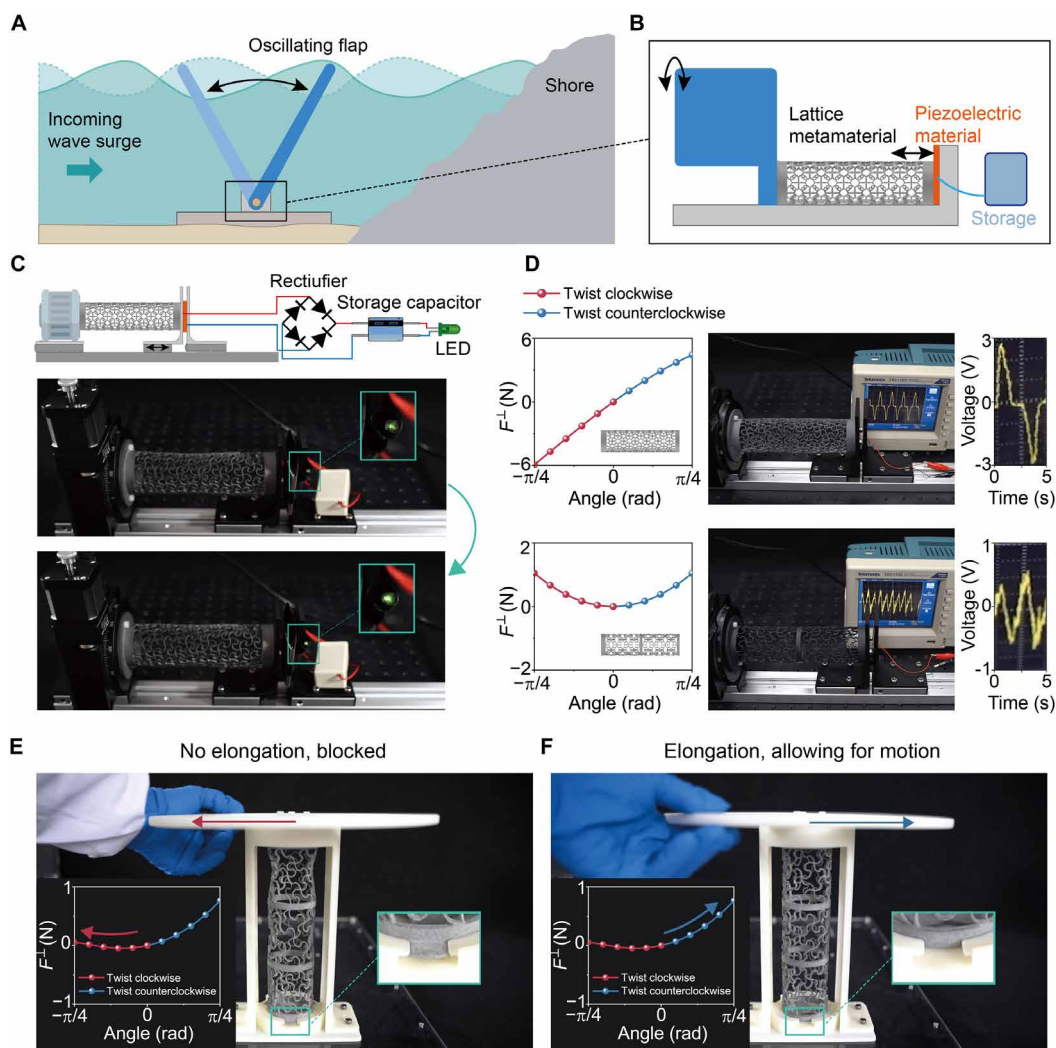 A
Oscillating flap
Shore
Incoming
wave surge
B
Lattice
metamaterial
Piezoelectric
material
Storage
C
Rectiufier
Storage capacitor
LED
D
Twist clockwise
Twist counterclockwise
6
0
−6
F⊥ (N)
−π/4
0
π/4
Angle (rad)
Tektronix
3
0
-3
Voltage (V)
0
5
Time (s)
2
0
−2
F⊥ (N)
−π/4
0
π/4
Angle (rad)
Tektronix
1
0
-1
Voltage (V)
0
5
Time (s)
E
No elongation, blocked
1
0
−1
F⊥ (N)
Twist clockwise
Twist counterclockwise
−π/4
0
π/4
Angle (rad)
F
Elongation, allowing for motion
1
0
−1
F⊥ (N)
Twist clockwise
Twist counterclockwise
−π/4
0
π/4
Angle (rad)